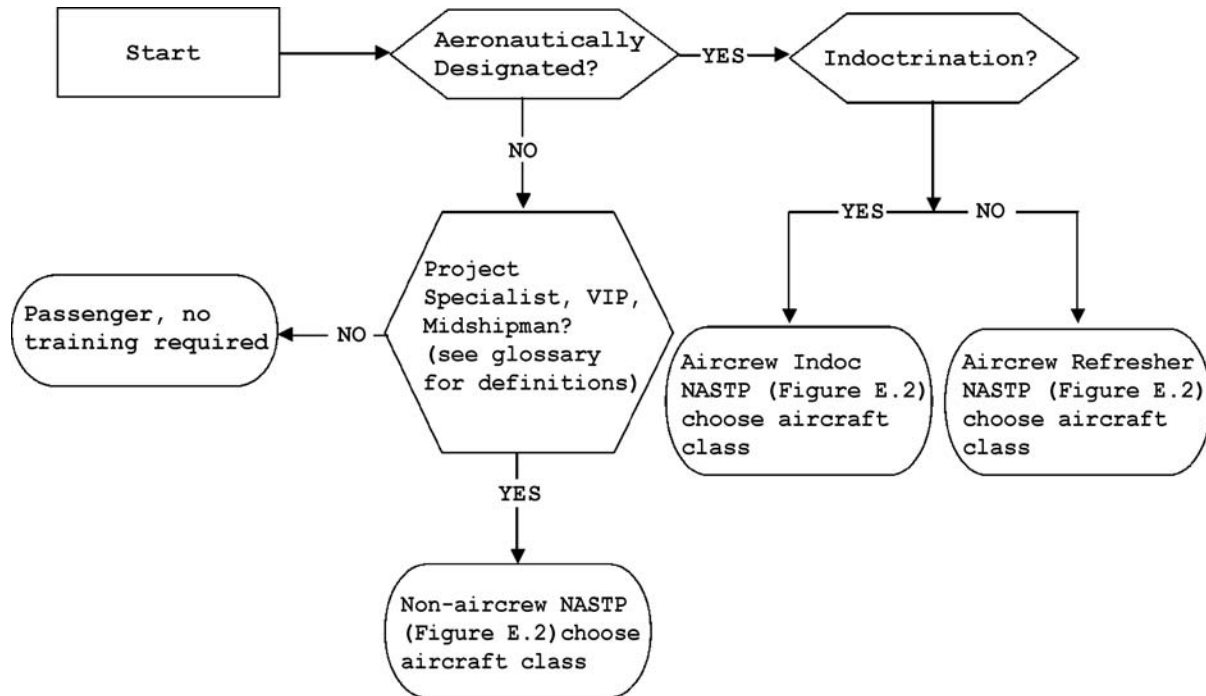 Start
Aeronautically
Designated?
YES
Indoctrination?
NO
YES
NO
Project
Specialist, VIP,
Midshipman?
(see glossary
for definitions)
NO
Passenger, no
training required
Aircrew Indoc
NASTP (Figure E.2)
choose aircraft
class
Aircrew Refresher
NASTP (Figure E.2)
choose aircraft
class
YES
Non-aircrew NASTP
(Figure E.2)choose
aircraft class